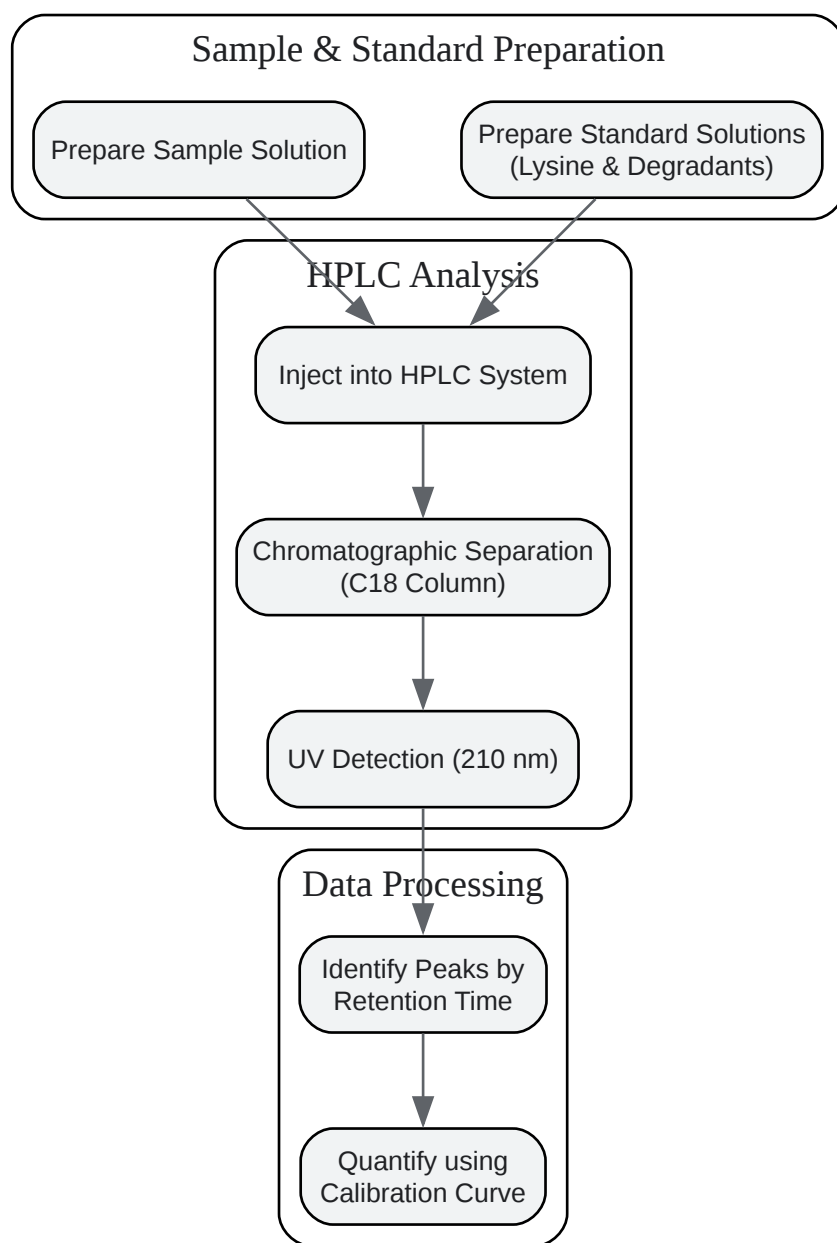 Sample & Standard Preparation
Prepare Sample Solution
Prepare Standard Solutions
(Lysine & Degradants)
HPLC Analysis
Inject into HPLC System
Chromatographic Separation
(C18 Column)
UV Detection (210 nm)
Data Processing
Identify Peaks by
Retention Time
Quantify using
Calibration Curve